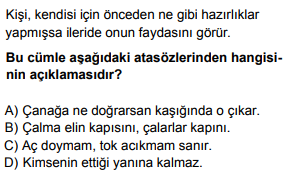 Kişi, kendisi için önceden ne gibi hazırlıklar
yapmışsa ileride onun faydasını görür.
Bu cümle aşağıdaki atasözlerinden hangisi-
nin açıklamasıdır?
A) Çanağa ne doğrarsan kaşığında o çıkar.
B) Çalma elin kapısını, çalarlar kapını.
C) Aç doymam, tok acıkmam sanır.
D) Kimsenin ettiği yanına kalmaz.